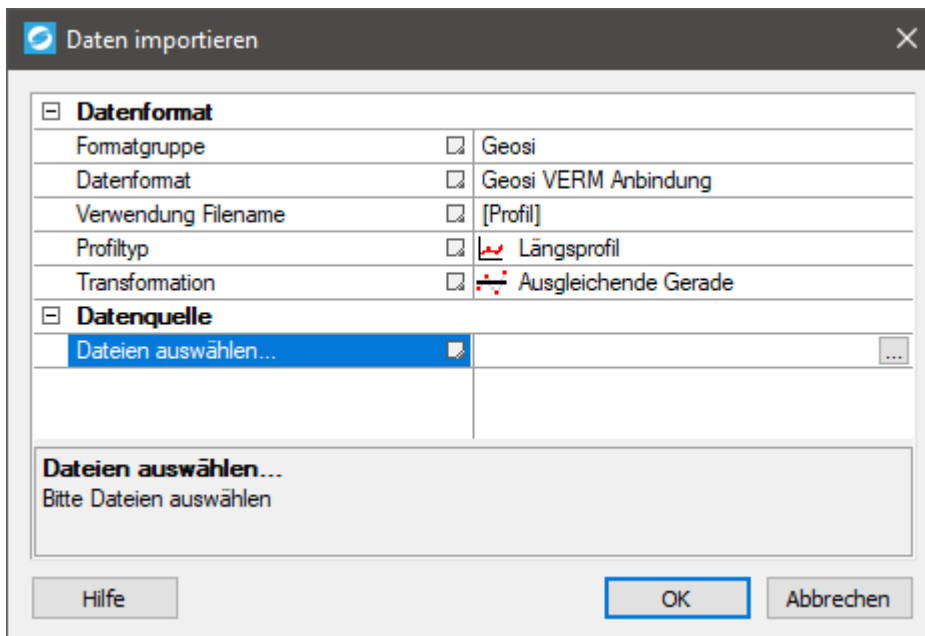 Daten importieren
Datenformat
Formatgruppe Geosi
Datenformat Geosi VERM Anbindung
Verwendung Filename [Profil]
Profiltyp Längsprofil
Transformation Ausgleichende Gerade
Datenquelle
Dateien auswählen... ...
Dateien auswählen...
Bitte Dateien auswählen
Hilfe OK Abbrechen